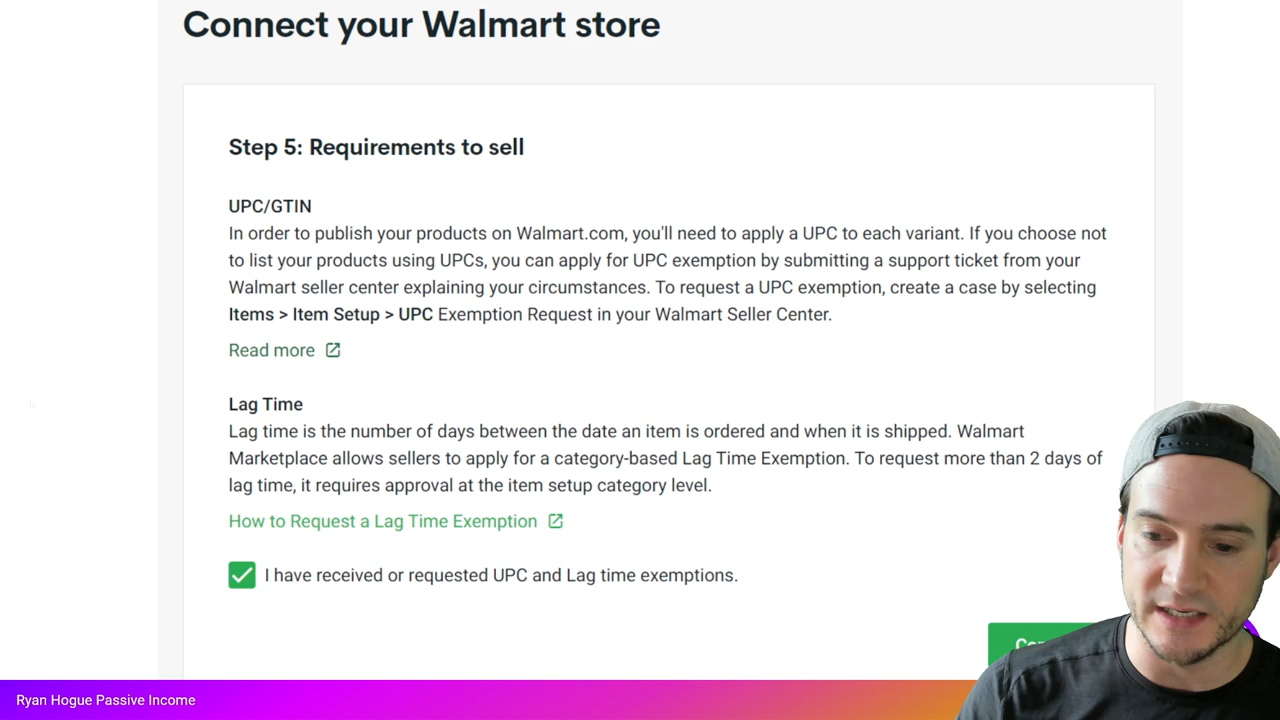 Connect your Walmart store
Step 5: Requirements to sell
UPC/GTIN
In order to publish your products on Walmart.com, you'll need to apply a UPC to each variant. If you choose not
to list your products using UPCs, you can apply for UPC exemption by submitting a support ticket from your
Walmart seller center explaining your circumstances. To request a UPC exemption, create a case by selecting
Items > Item Setup > UPC Exemption Request in your Walmart Seller Center.
Read more
Lag Time
Lag time is the number of days between the date an item is ordered and when it is shipped. Walmart
Marketplace allows sellers to apply for a category-based Lag Time Exemption. To request more than 2 days of
lag time, it requires approval at the item setup category level.
How to Request a Lag Time Exemption
I have received or requested UPC and Lag time exemptions.
Ryan Hogue Passive Income